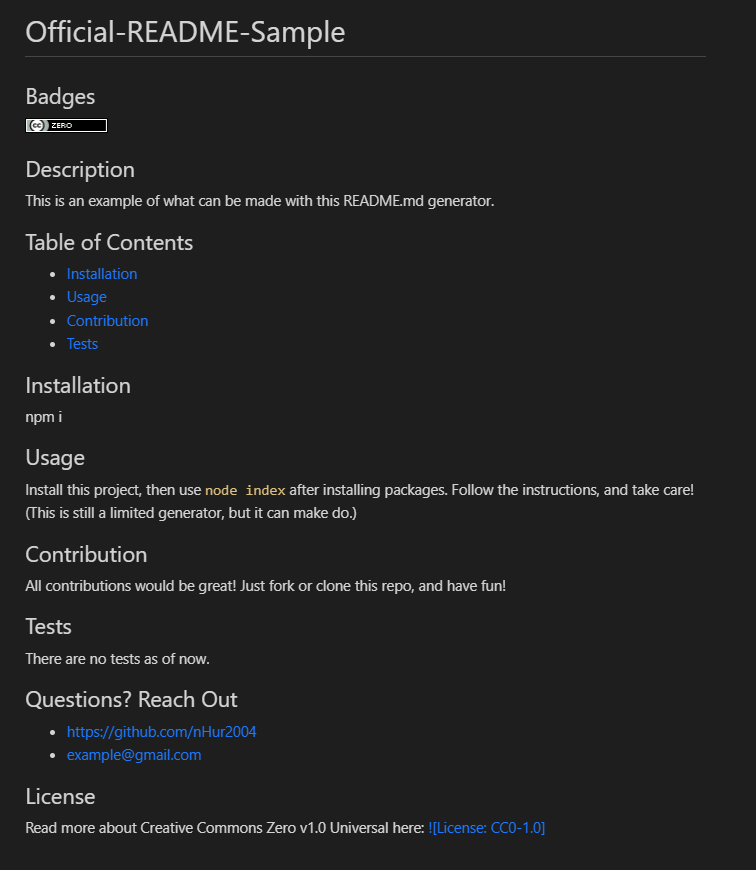 Official-README-Sample
Badges
cc ZERO
Description
This is an example of what can be made with this README.md generator.
Table of Contents
Installation
Usage
Contribution
Tests
Installation
npm i
Usage
Install this project, then use node index after installing packages. Follow the instructions, and take care!
(This is still a limited generator, but it can make do.)
Contribution
All contributions would be great! Just fork or clone this repo, and have fun!
Tests
There are no tests as of now.
Questions? Reach Out
https://github.com/nHur2004
example@gmail.com
License
Read more about Creative Commons Zero v1.0 Universal here: ![License: CC0-1.0]